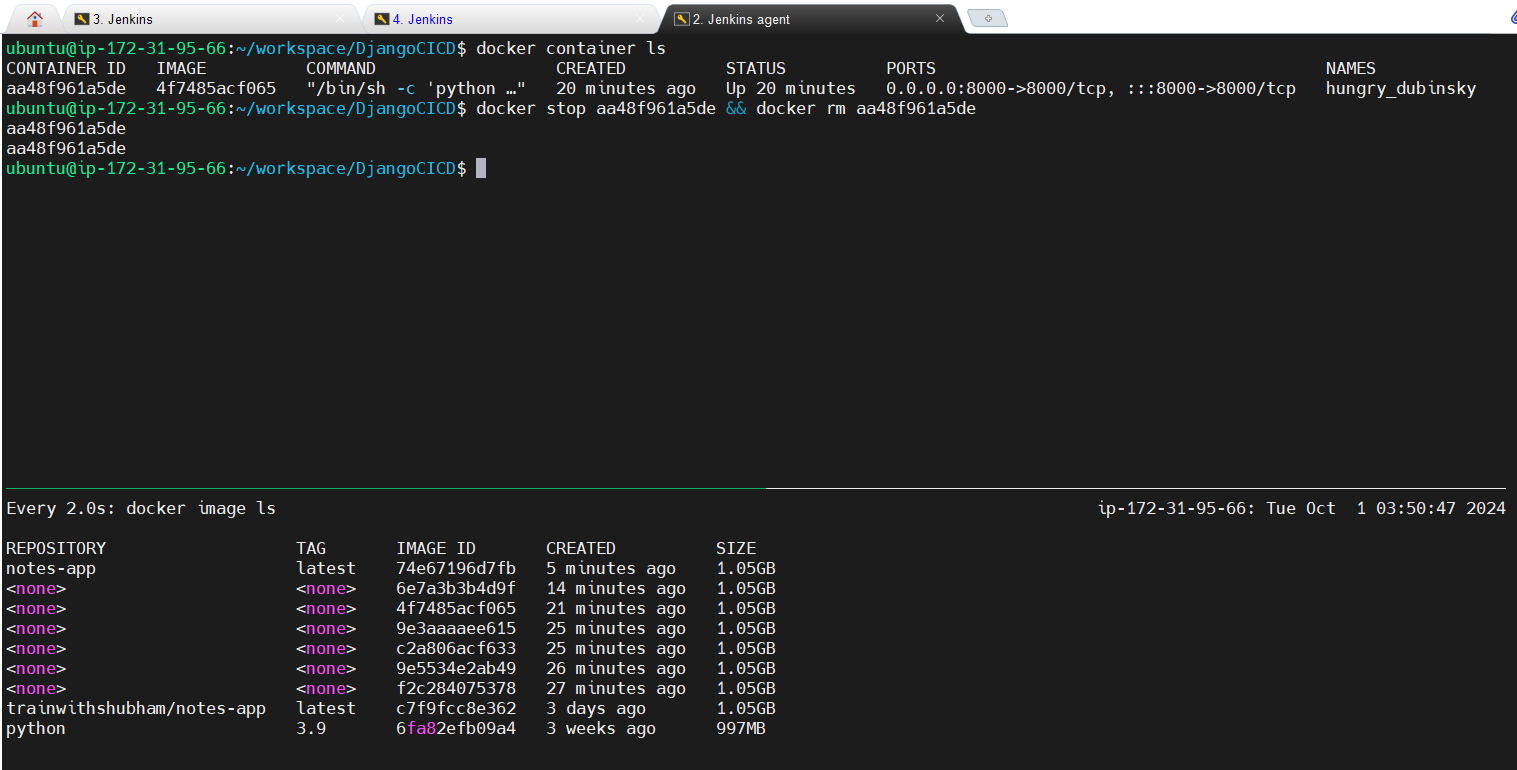 3. Jenkins 4. Jenkins 2. Jenkins agent
ubuntu@ip-172-31-95-66:~/workspace/DjangoCICD$ docker container ls
CONTAINER ID IMAGE COMMAND CREATED STATUS PORTS NAMES
aa48f961a5de 4f7485acf065 "/bin/sh -c 'python …" 20 minutes ago Up 20 minutes 0.0.0.0:8000->8000/tcp, :::8000->8000/tcp hungry_dubinsky
ubuntu@ip-172-31-95-66:~/workspace/DjangoCICD$ docker stop aa48f961a5de && docker rm aa48f961a5de
aa48f961a5de
aa48f961a5de
ubuntu@ip-172-31-95-66:~/workspace/DjangoCICD$
Every 2.0s: docker image ls ip-172-31-95-66: Tue Oct 1 03:50:47 2024
REPOSITORY TAG IMAGE ID CREATED SIZE
notes-app latest 74e67196d7fb 5 minutes ago 1.05GB
<none> <none> 6e7a3b3b4d9f 14 minutes ago 1.05GB
<none> <none> 4f7485acf065 21 minutes ago 1.05GB
<none> <none> 9e3aaaaee615 25 minutes ago 1.05GB
<none> <none> c2a806acf633 25 minutes ago 1.05GB
<none> <none> 9e5534e2ab49 26 minutes ago 1.05GB
<none> <none> f2c284075378 27 minutes ago 1.05GB
trainwithshubham/notes-app latest c7f9fcc8e362 3 days ago 1.05GB
python 3.9 6fa82efb09a4 3 weeks ago 997MB